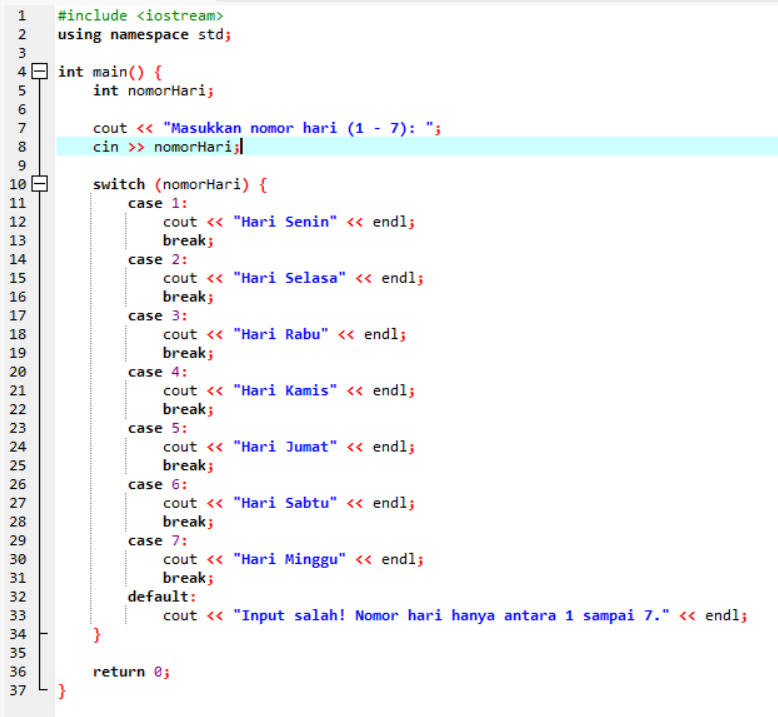 1 #include <iostream>
2 using namespace std;
3
4 int main() {
5     int nomorHari;
6
7     cout << "Masukkan nomor hari (1 - 7): ";
8     cin >> nomorHari;
9
10     switch (nomorHari) {
11         case 1:
12             cout << "Hari Senin" << endl;
13             break;
14         case 2:
15             cout << "Hari Selasa" << endl;
16             break;
17         case 3:
18             cout << "Hari Rabu" << endl;
19             break;
20         case 4:
21             cout << "Hari Kamis" << endl;
22             break;
23         case 5:
24             cout << "Hari Jumat" << endl;
25             break;
26         case 6:
27             cout << "Hari Sabtu" << endl;
28             break;
29         case 7:
30             cout << "Hari Minggu" << endl;
31             break;
32         default:
33             cout << "Input salah! Nomor hari hanya antara 1 sampai 7." << endl;
34     }
35
36     return 0;
37 }